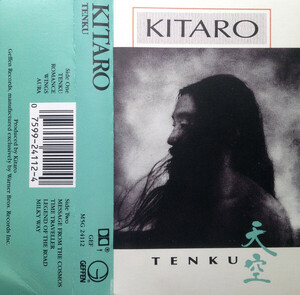 KITARO
TENKU
Side One
TENKU
ROMANCE
WINGS
AURA
0 7599-24112-4
Produced by Kitaro
Geffen Records, manufactured exclusively by Warner Bros. Records Inc.
Side Two
MESSAGE FROM THE COSMOS
TIME TRAVELLER
LEGEND OF THE ROAD
MILKY WAY
GEF
M5G 24112
GEFFEN
KITARO
天空
TENKU